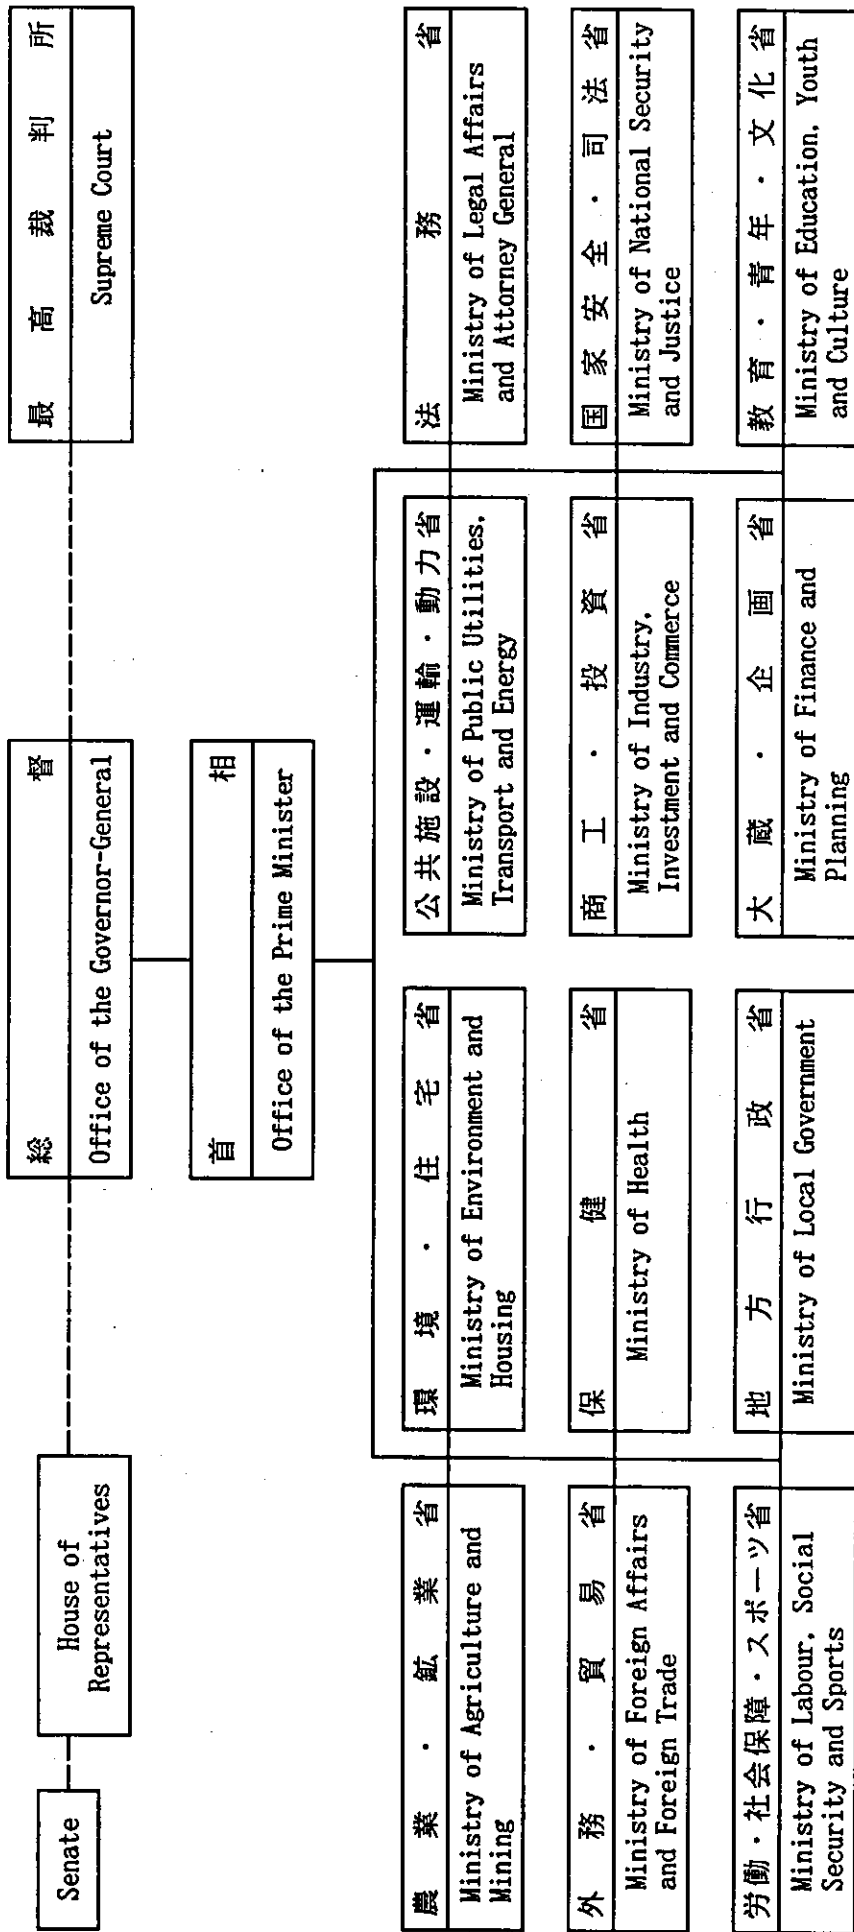 Senate
House of
Representatives
総督
Office of the Governor-General
最高裁判所
Supreme Court
首相
Office of the Prime Minister
農業・鉱業省
Ministry of Agriculture and
Mining
環境・住宅省
Ministry of Environment and
Housing
公共施設・運輸・動力省
Ministry of Public Utilities,
Transport and Energy
法務省
Ministry of Legal Affairs
and Attorney General
外務・貿易省
Ministry of Foreign Affairs
and Foreign Trade
保健省
Ministry of Health
商工・投資省
Ministry of Industry,
Investment and Commerce
国家安全・司法省
Ministry of National Security
and Justice
労働・社会保障・スポーツ省
Ministry of Labour, Social
Security and Sports
地方行政省
Ministry of Local Government
大蔵・企画省
Ministry of Finance and
Planning
教育・青年・文化省
Ministry of Education, Youth
and Culture